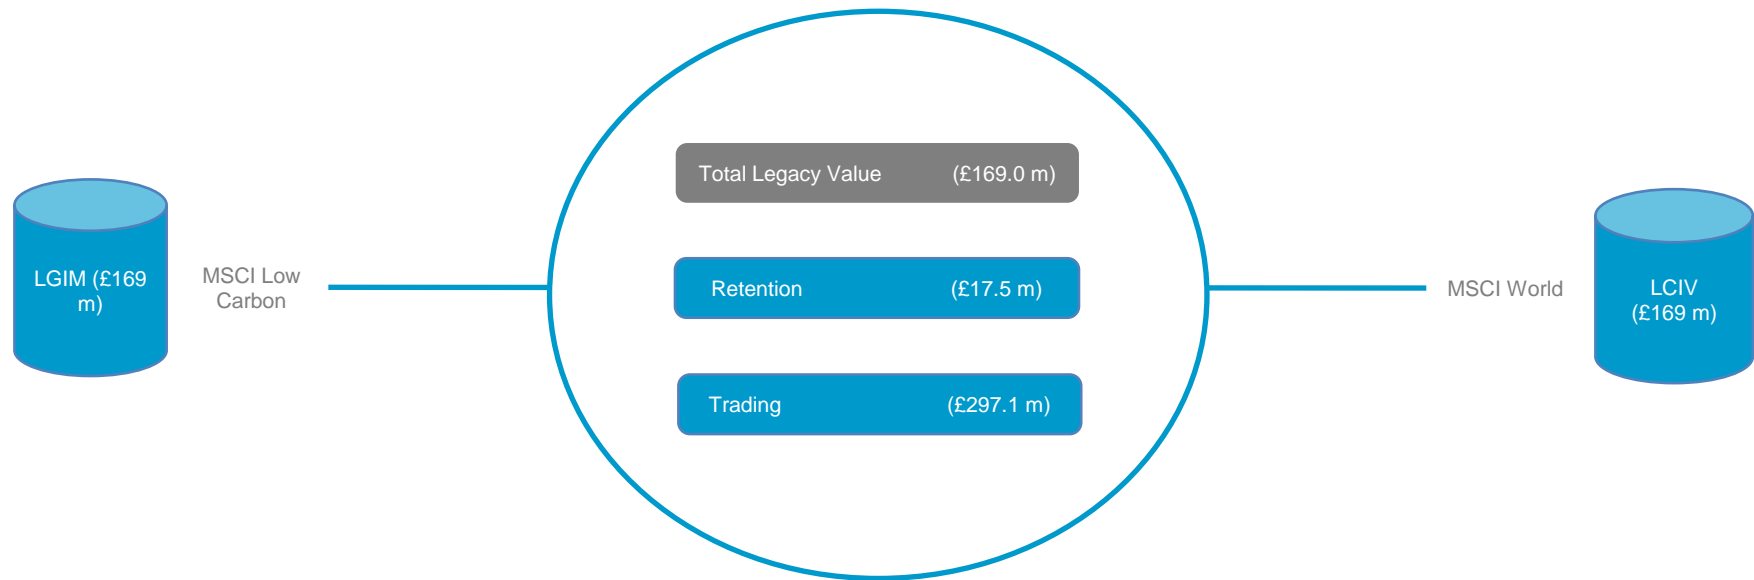 Total Legacy Value (£169.0 m)
LGIM (£169
m)
MSCI Low
Carbon
Retention (£17.5 m)
MSCI World
LCIV
(£169 m)
Trading (£297.1 m)